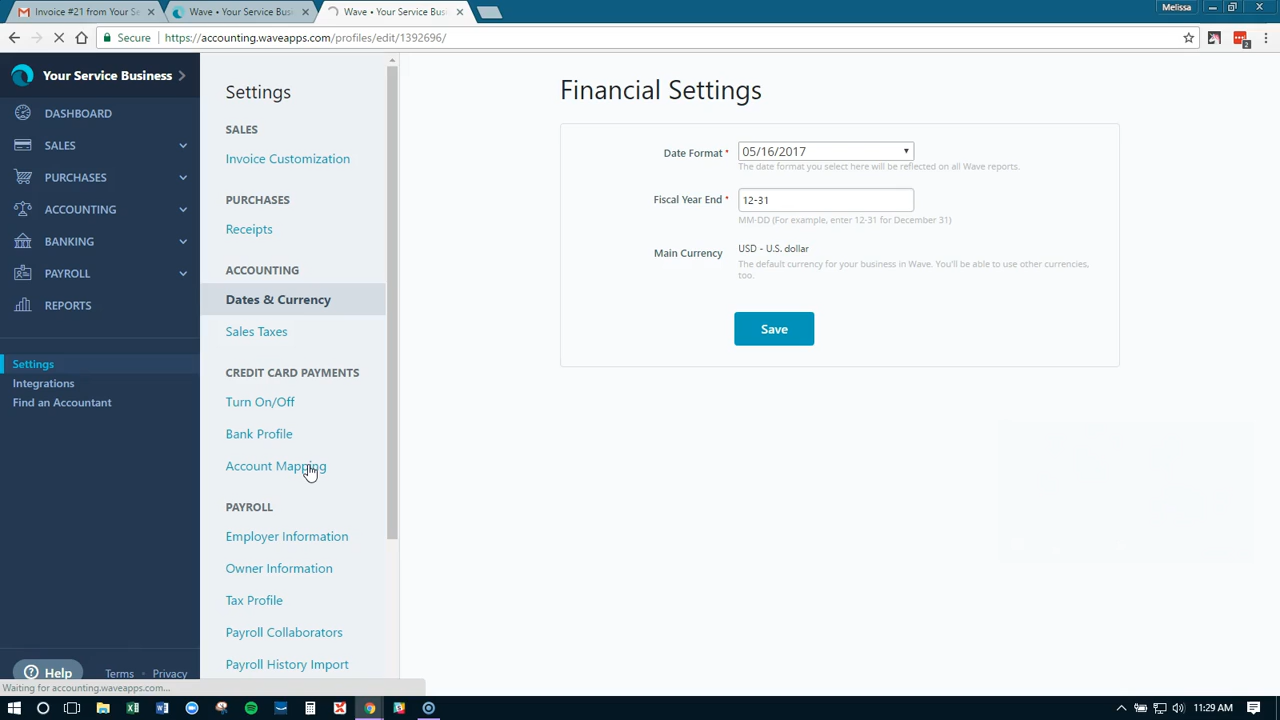 Invoice #21 from Your Se
Wave • Your Service Busi
Wave • Your Service Busi
Melissa
Secure
https://accounting.waveapps.com/profiles/edit/1392696/
2
Your Service Business
DASHBOARD
SALES
PURCHASES
ACCOUNTING
BANKING
PAYROLL
REPORTS
Settings
Integrations
Find an Accountant
Help
Terms
Privacy
Waiting for accounting.waveapps.com...
Settings
SALES
Invoice Customization
PURCHASES
Receipts
ACCOUNTING
Dates & Currency
Sales Taxes
CREDIT CARD PAYMENTS
Turn On/Off
Bank Profile
Account Mapping
PAYROLL
Employer Information
Owner Information
Tax Profile
Payroll Collaborators
Payroll History Import
Financial Settings
Date Format *
05/16/2017
The date format you select here will be reflected on all Wave reports.
Fiscal Year End *
12-31
MM-DD (For example, enter 12-31 for December 31)
Main Currency
USD - U.S. dollar
The default currency for your business in Wave. You'll be able to use other currencies,
too.
Save
11:29 AM